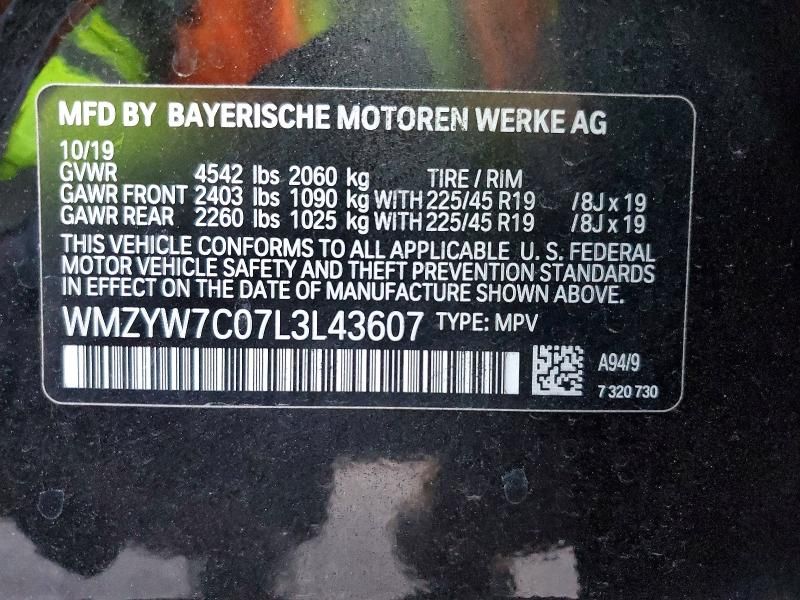 MFD BY BAYERISCHE MOTOREN WERKE AG
10/19
GVWR 4542 lbs 2060 kg TIRE / RIM
GAWR FRONT 2403 lbs 1090 kg WITH 225/45 R19 /8J x 19
GAWR REAR 2260 lbs 1025 kg WITH 225/45 R19 /8J x 19
THIS VEHICLE CONFORMS TO ALL APPLICABLE U. S. FEDERAL
MOTOR VEHICLE SAFETY AND THEFT PREVENTION STANDARDS
IN EFFECT ON THE DATE OF MANUFACTURE SHOWN ABOVE.
WMZYW7C07L3L43607 TYPE: MPV
A94/9
7 320 730